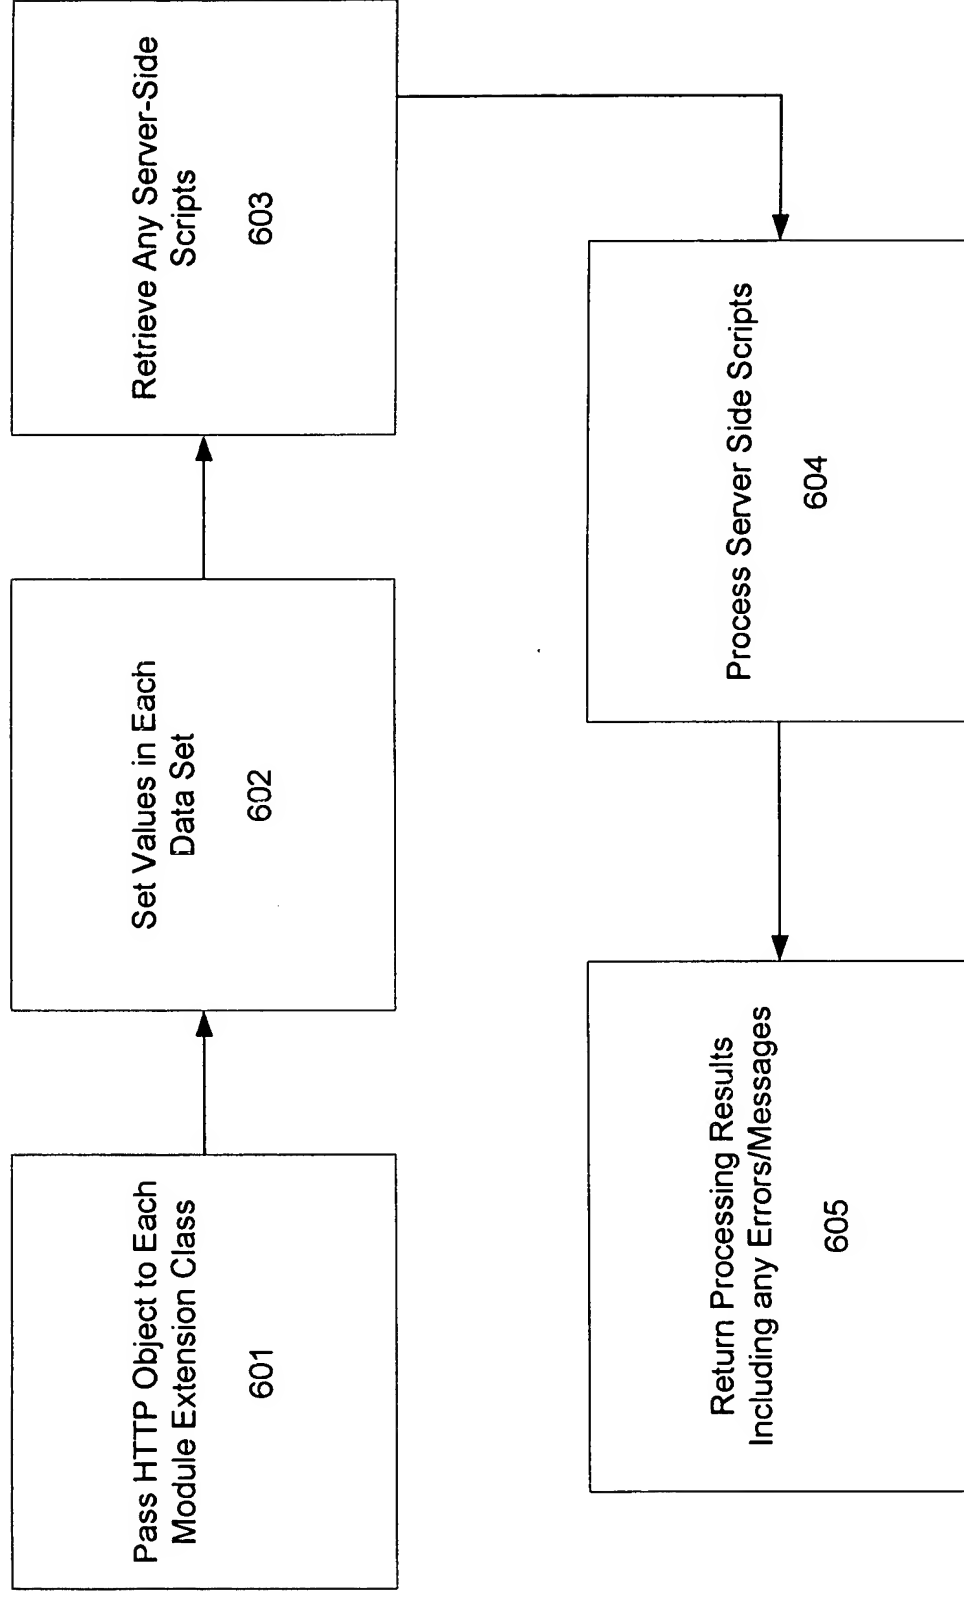 Pass HTTP Object to Each
Module Extension Class
601
Set Values in Each
Data Set
602
Retrieve Any Server-Side
Scripts
603
Process Server Side Scripts
604
Return Processing Results
Including any Errors/Messages
605